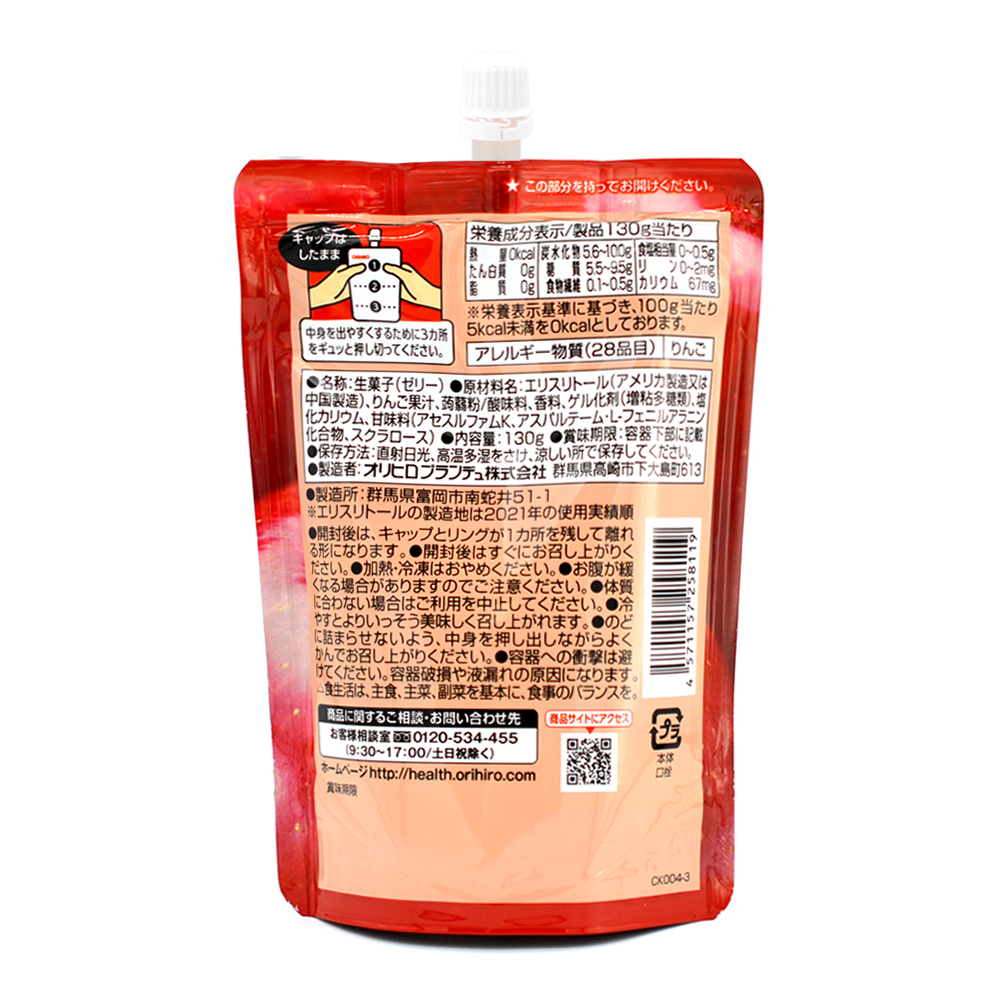 ★この部分を持ってお開けください。
キャップは
したまま
ORIHIRO
1
2
3
中身を出やすくするために3カ所
をギュッと押し切ってください。
栄養成分表示/製品130g当たり
熱量 0kcal 炭水化物 5.6~10.0g 食塩相当量 0~0.5g
たん白質 0g 糖質 5.5~9.5g リン 0~2mg
脂質 0g 食物繊維 0.1~0.5g カリウム 67mg
※栄養表示基準に基づき、100g当たり
5kcal未満を0kcalとしております。
アレルギー物質(28品目) りんご
●名称:生菓子(ゼリー) ●原材料名:エリスリトール(アメリカ製造又は
中国製造)、りんご果汁、蒟蒻粉/酸味料、香料、ゲル化剤(増粘多糖類)、塩
化カリウム、甘味料(アセスルファムK、アスパルテーム・L-フェニルアラニン
化合物、スクラロース) ●内容量:130g ●賞味期限:容器下部に記載
●保存方法:直射日光、高温多湿をさけ、涼しい所で保存してください。
●製造者:オリヒロプランデュ株式会社 群馬県高崎市下大島町613
●製造所:群馬県富岡市南蛇井51-1
※エリスリトールの製造地は2021年の使用実績順
●開封後は、キャップとリングが1カ所を残して離れ
る形になります。●開封後はすぐにお召し上がりく
ださい。●加熱・冷凍はおやめください。●お腹が緩
くなる場合がありますのでご注意ください。●体質
に合わない場合はご利用を中止してください。●冷
やすとよりいっそう美味しく召し上がれます。●のど
に詰まらせないよう、中身を押し出しながらよく
かんでお召し上がりください。●容器への衝撃は避
けてください。容器破損や液漏れの原因になります。
△食生活は、主食、主菜、副菜を基本に、食事のバランスを。
4571157258119
商品に関するご相談・お問い合わせ先
お客様相談室 0120-534-455
(9:30~17:00/土日祝除く)
ホームページ http://health.orihiro.com
賞味期限
商品サイトにアクセス
プラ
本体
口栓
CK004-3